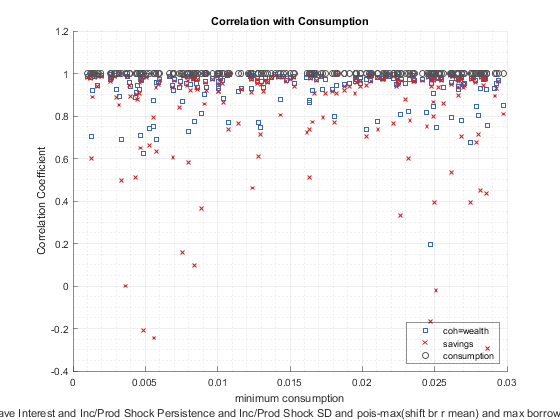 Correlation with Consumption
1.2
1
0.8
0.6
0.4
0.2
0
-0.2
-0.4
Correlation Coefficient
0
0.005
0.01
0.015
0.02
0.025
0.03
coh=wealth
savings
consumption
minimum consumption
ave Interest and Inc/Prod Shock Persistence and Inc/Prod Shock SD and pois-max(shift br r mean) and max borrow